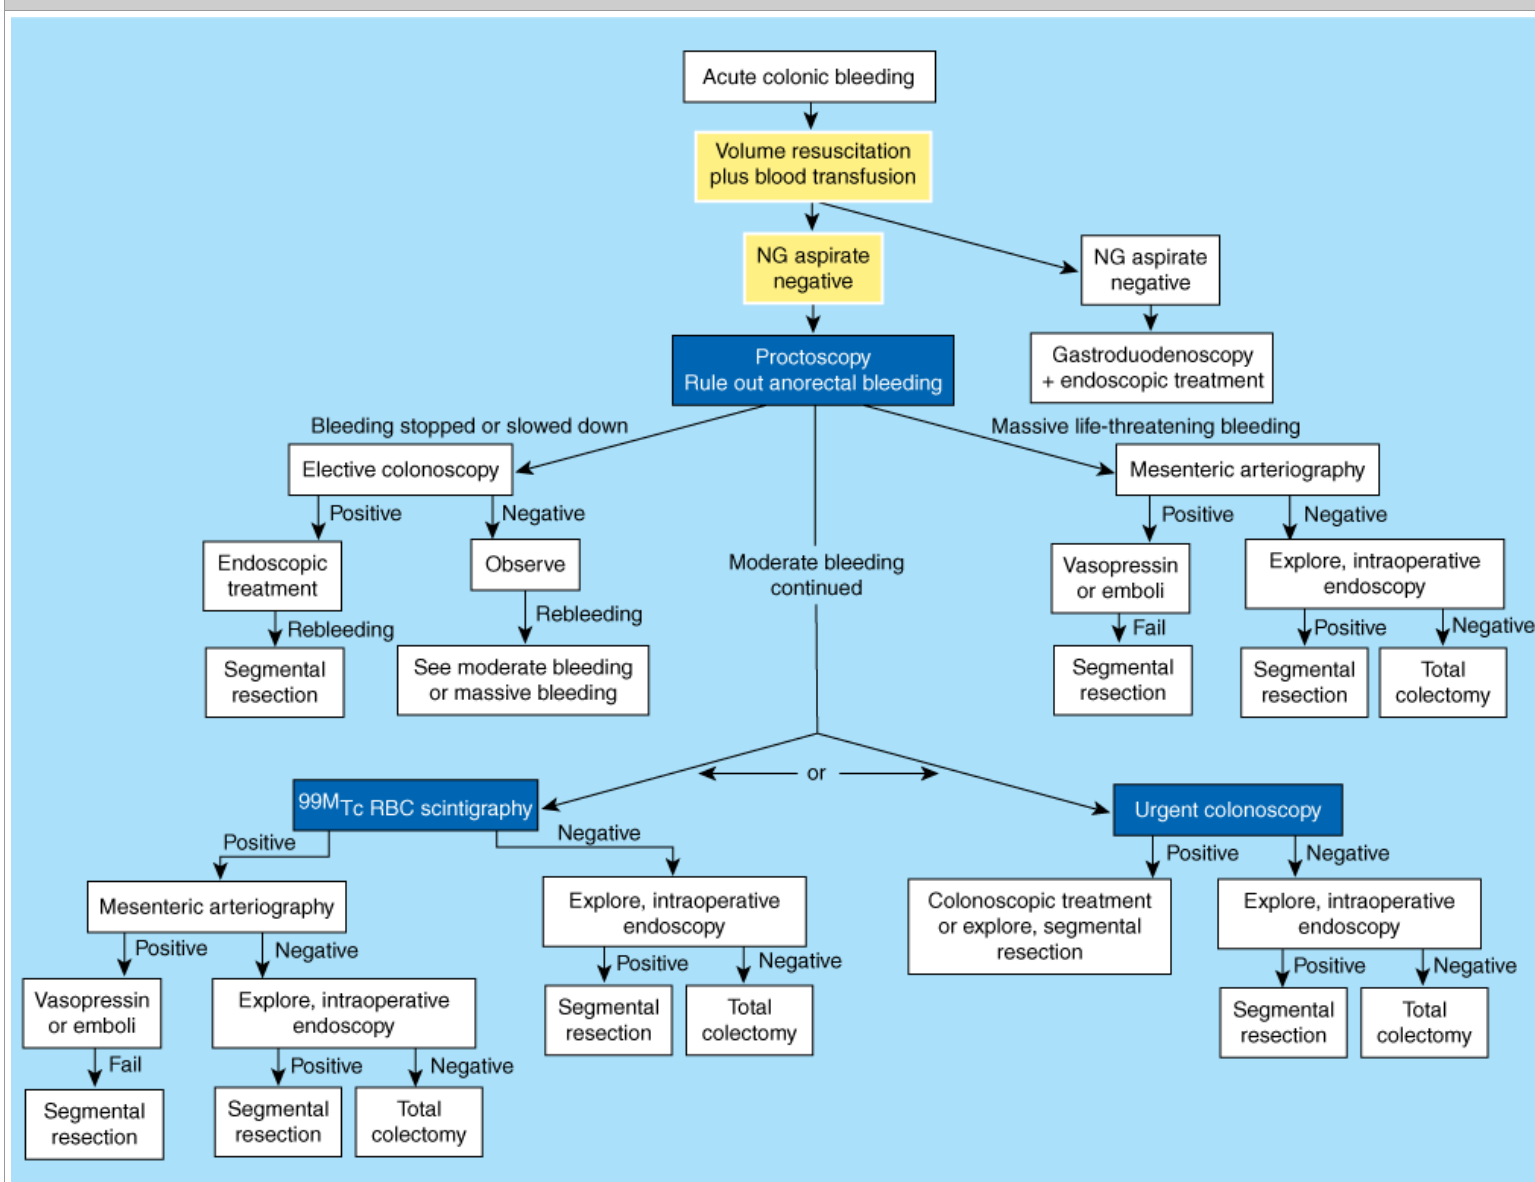 Acute colonic bleeding
Volume resuscitation
plus blood transfusion
NG aspirate
negative
NG aspirate
negative
Proctoscopy
Rule out anorectal bleeding
Gastroduodenoscopy
+ endoscopic treatment
Bleeding stopped or slowed down
Massive life-threatening bleeding
Elective colonoscopy
Positive
Negative
Endoscopic
treatment
Observe
Rebleeding
Rebleeding
Segmental
resection
See moderate bleeding
or massive bleeding
Moderate bleeding
continued
Mesenteric arteriography
Positive
Negative
Vasopressin
or emboli
Explore, intraoperative
endoscopy
Fail
Positive
Negative
Segmental
resection
Segmental
resection
Total
colectomy
or
99MTc RBC scintigraphy
Positive
Negative
Mesenteric arteriography
Explore, intraoperative
endoscopy
Positive
Negative
Positive
Negative
Vasopressin
or emboli
Explore, intraoperative
endoscopy
Segmental
resection
Total
colectomy
Fail
Positive
Negative
Segmental
resection
Segmental
resection
Total
colectomy
Urgent colonoscopy
Positive
Negative
Colonoscopic treatment
or explore, segmental
resection
Explore, intraoperative
endoscopy
Positive
Negative
Segmental
resection
Total
colectomy